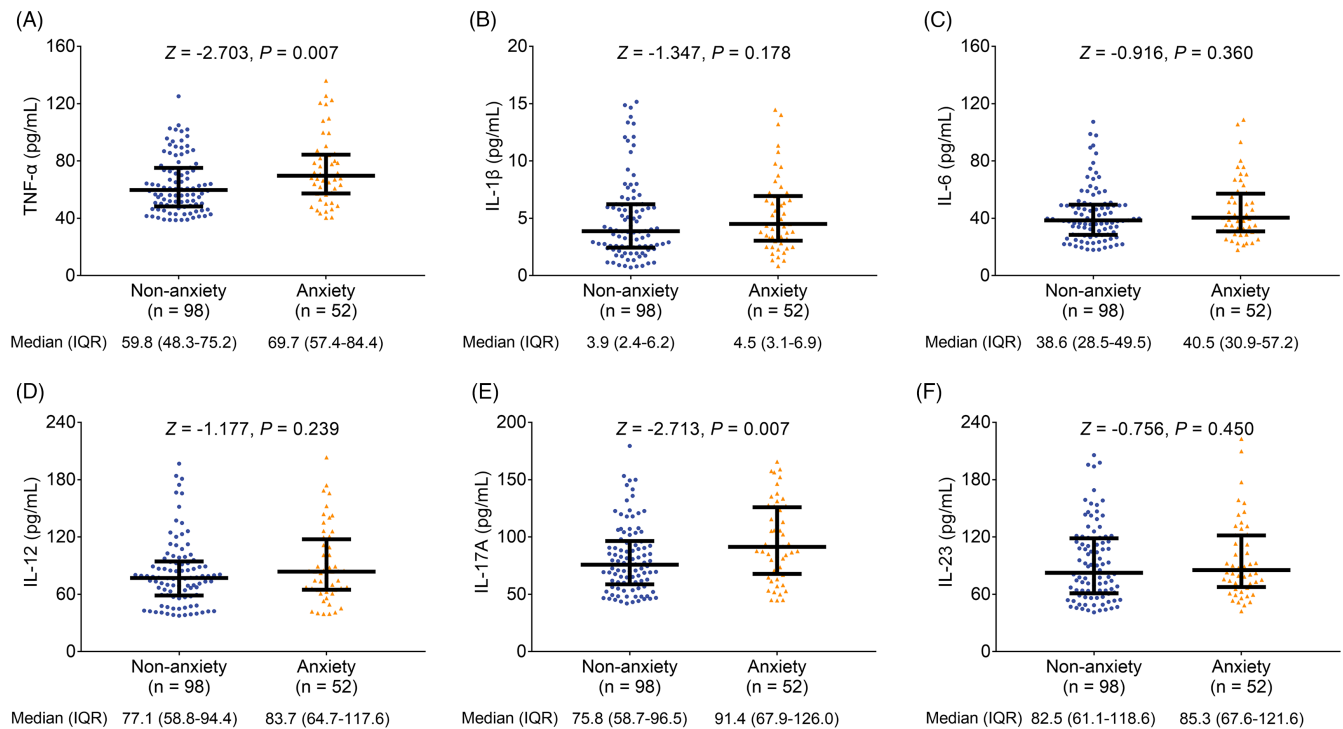 (A)
Z = -2.703, P = 0.007
TNF-α (pg/mL)
160
120
80
40
0
Non-anxiety
(n = 98)
Anxiety
(n = 52)
Median (IQR) 59.8 (48.3-75.2) 69.7 (57.4-84.4)
(B)
Z = -1.347, P = 0.178
IL-1β (pg/mL)
20
15
10
5
0
Non-anxiety
(n = 98)
Anxiety
(n = 52)
Median (IQR) 3.9 (2.4-6.2) 4.5 (3.1-6.9)
(C)
Z = -0.916, P = 0.360
IL-6 (pg/mL)
160
120
80
40
0
Non-anxiety
(n = 98)
Anxiety
(n = 52)
Median (IQR) 38.6 (28.5-49.5) 40.5 (30.9-57.2)
(D)
Z = -1.177, P = 0.239
IL-12 (pg/mL)
240
180
120
60
0
Non-anxiety
(n = 98)
Anxiety
(n = 52)
Median (IQR) 77.1 (58.8-94.4) 83.7 (64.7-117.6)
(E)
Z = -2.713, P = 0.007
IL-17A (pg/mL)
200
150
100
50
0
Non-anxiety
(n = 98)
Anxiety
(n = 52)
Median (IQR) 75.8 (58.7-96.5) 91.4 (67.9-126.0)
(F)
Z = -0.756, P = 0.450
IL-23 (pg/mL)
240
180
120
60
0
Non-anxiety
(n = 98)
Anxiety
(n = 52)
Median (IQR) 82.5 (61.1-118.6) 85.3 (67.6-121.6)